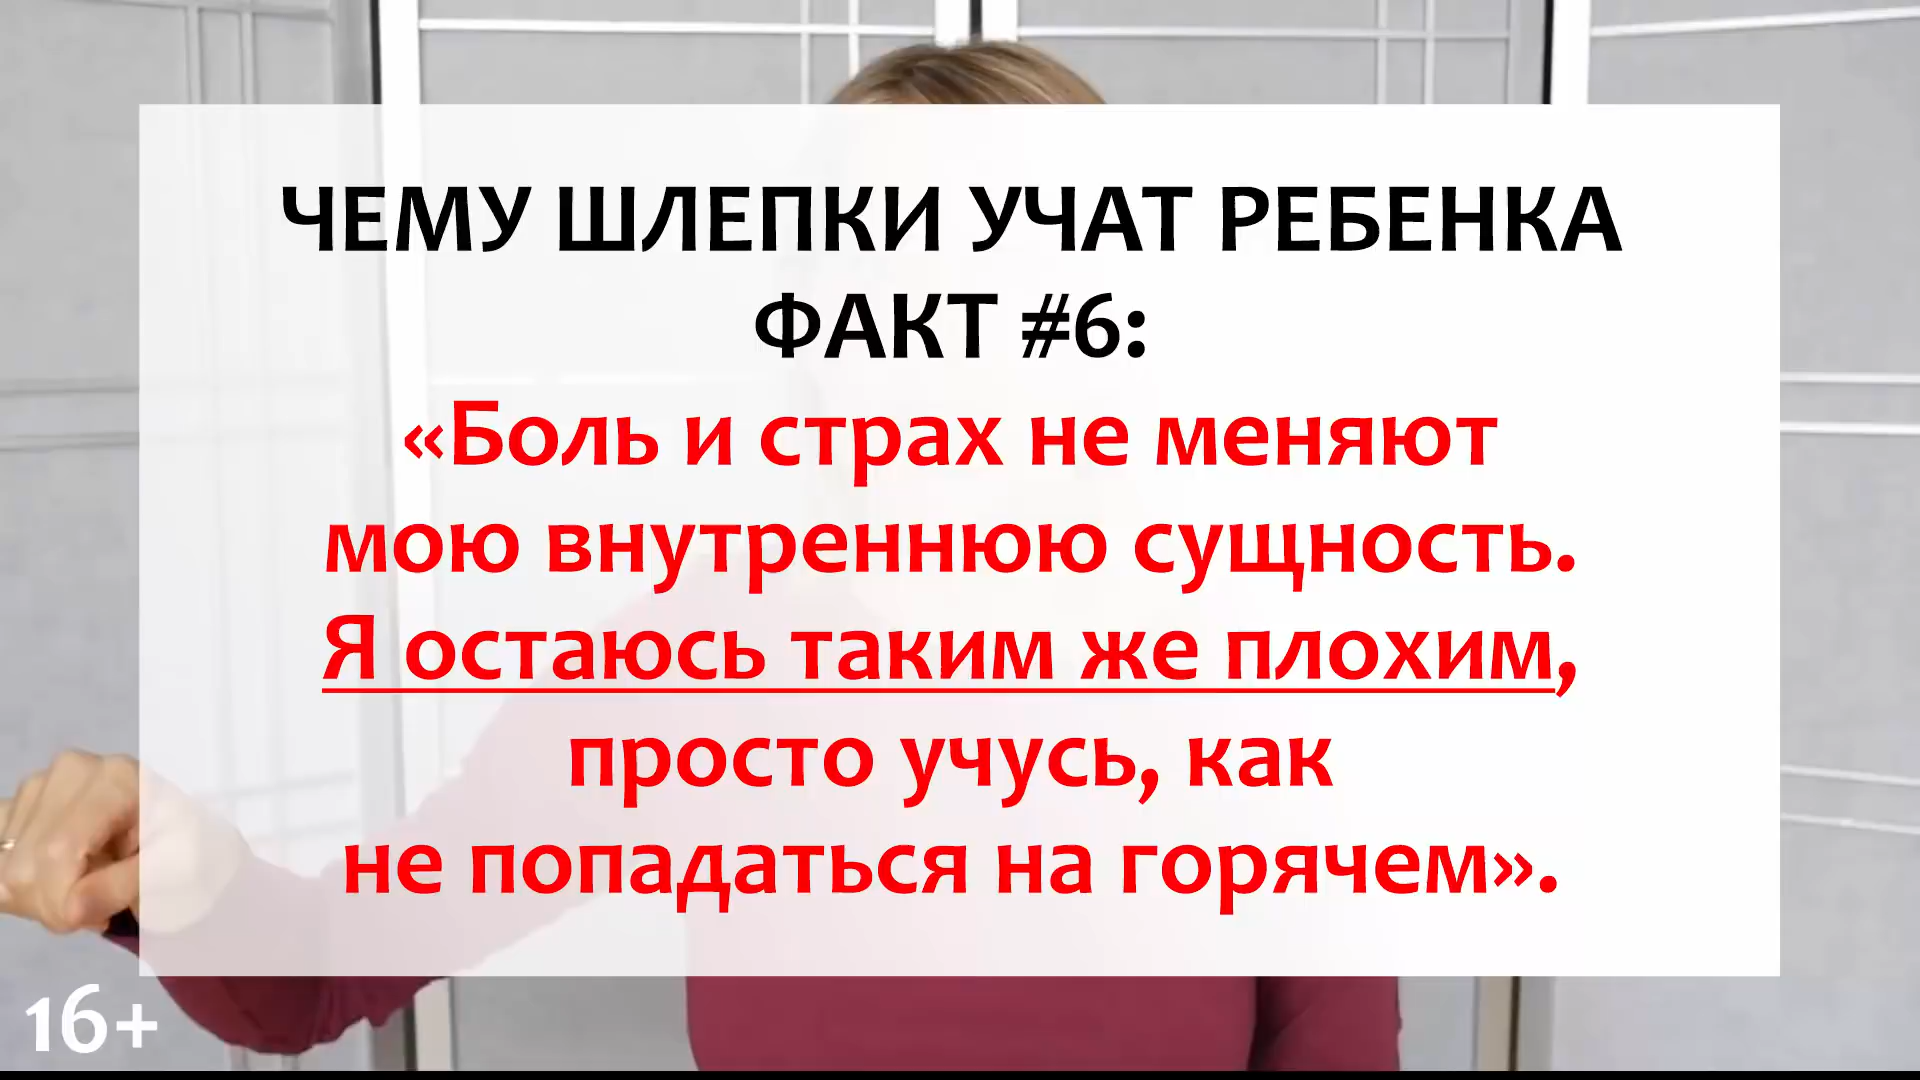 ЧЕМУ ШЛЕПКИ УЧАТ РЕБЕНКА
ФАКТ #6:
«Боль и страх не меняют
мою внутреннюю сущность.
Я остаюсь таким же плохим,
просто учусь, как
не попадаться на горячем».
16+